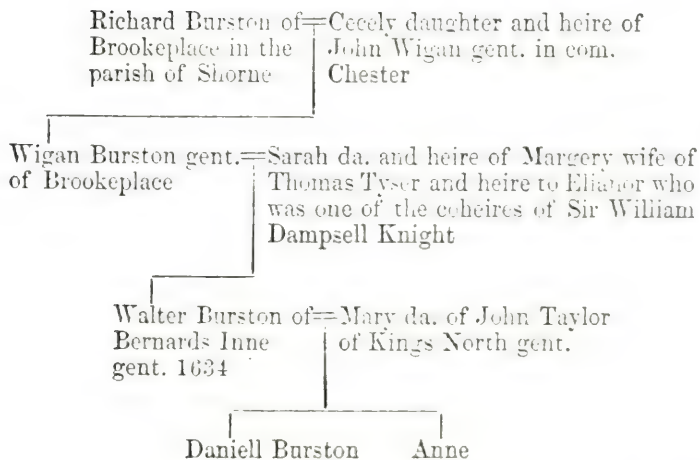 Richard Burston of=Cecely daughter and heire of
Brookeplace in the John Wigan gent. in com.
parish of Shorne Chester
Wigan Burston gent.=Sarah da. and heire of Margery wife of
of Brookeplace Thomas Tyser and heire to Elianor who
was one of the coheires of Sir William
Dampsell Knight
Walter Burston of=Mary da. of John Taylor
Bernards Inne of Kings North gent.
gent. 1634
Daniell Burston Anne